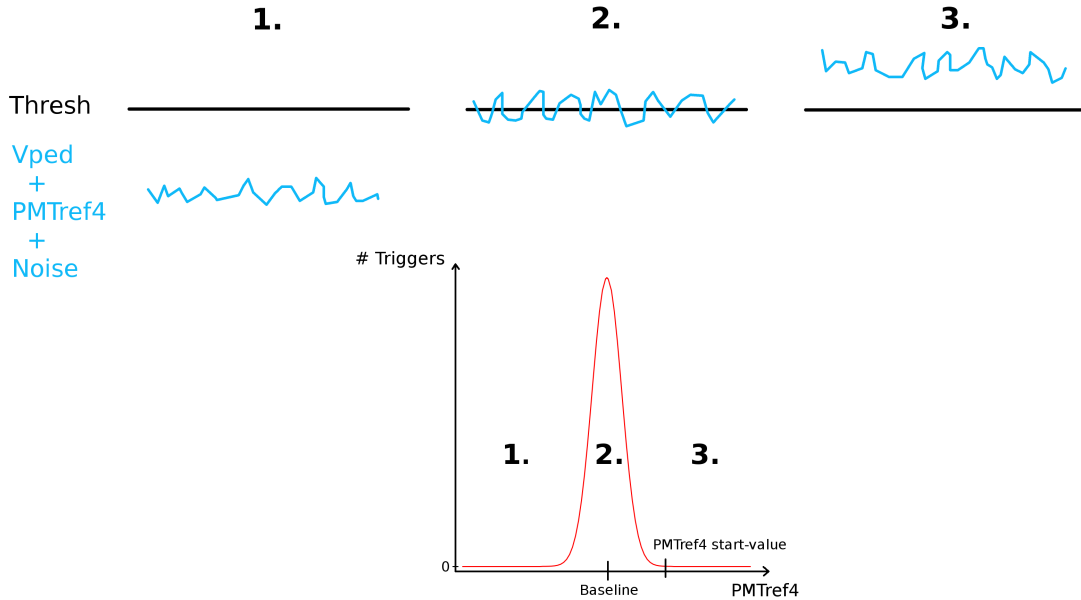 1.
2.
3.
Thresh
Vped
+
PMTref4
+
Noise
# Triggers
1.
2.
3.
PMTref4 start-value
0
Baseline
PMTref4